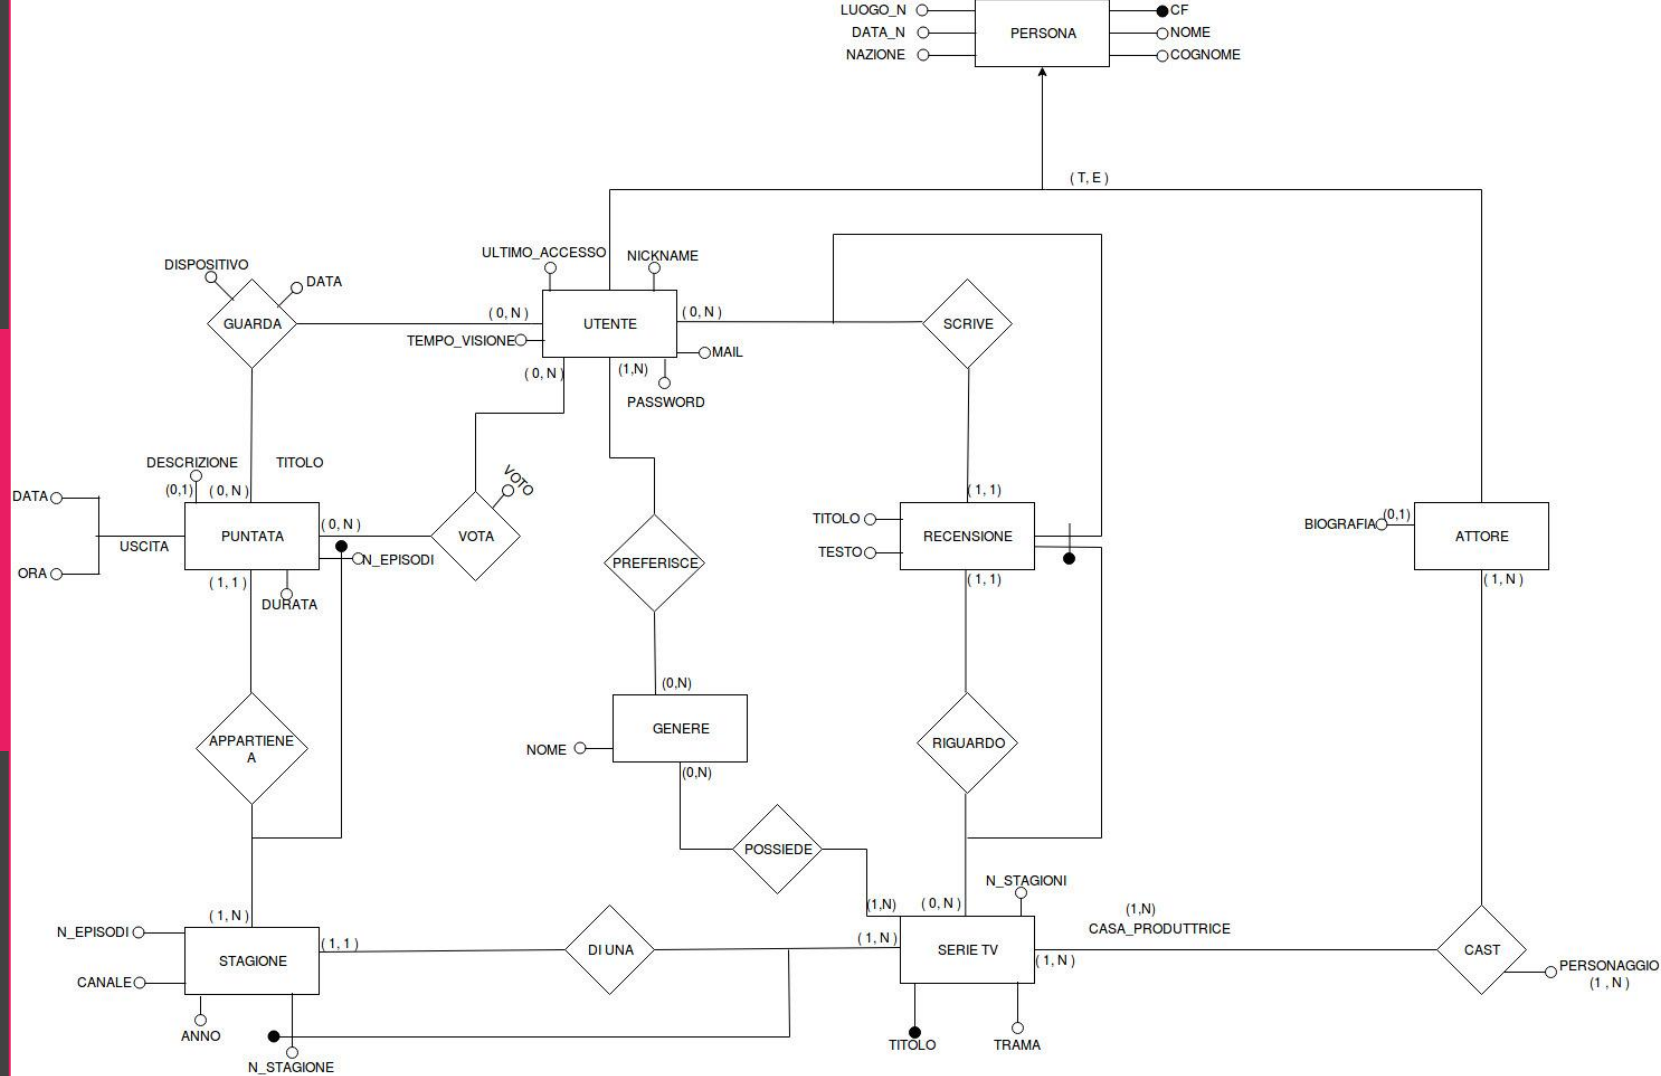 LUOGO_N
CF
DATA_N
PERSONA
NOME
NAZIONE
COGNOME
( T, E )
ULTIMO_ACCESSO
NICKNAME
DISPOSITIVO
DATA
GUARDA
( 0, N )
UTENTE
( 0, N )
SCRIVE
TEMPO_VISIONE
MAIL
( 0, N )
(1,N)
PASSWORD
DESCRIZIONE
TITOLO
VOTO
(0,1)
( 0, N )
( 1, 1 )
DATA
PUNTATA
( 0, N )
VOTA
TITOLO
RECENSIONE
BIOGRAFIA
(0,1)
ATTORE
USCITA
N_EPISODI
TESTO
PREFERISCE
ORA
( 1, 1 )
DURATA
( 1, 1 )
( 1, N )
(0,N)
APPARTIENE
A
GENERE
RIGUARDO
NOME
(0,N)
POSSIEDE
N_STAGIONI
( 1, N )
(1,N)
( 0, N )
(1,N)
CASA_PRODUTTRICE
N_EPISODI
( 1, 1 )
DI UNA
( 1, N )
SERIE TV
( 1, N )
CAST
STAGIONE
PERSONAGGIO
( 1 , N )
CANALE
ANNO
TITOLO
TRAMA
N_STAGIONE